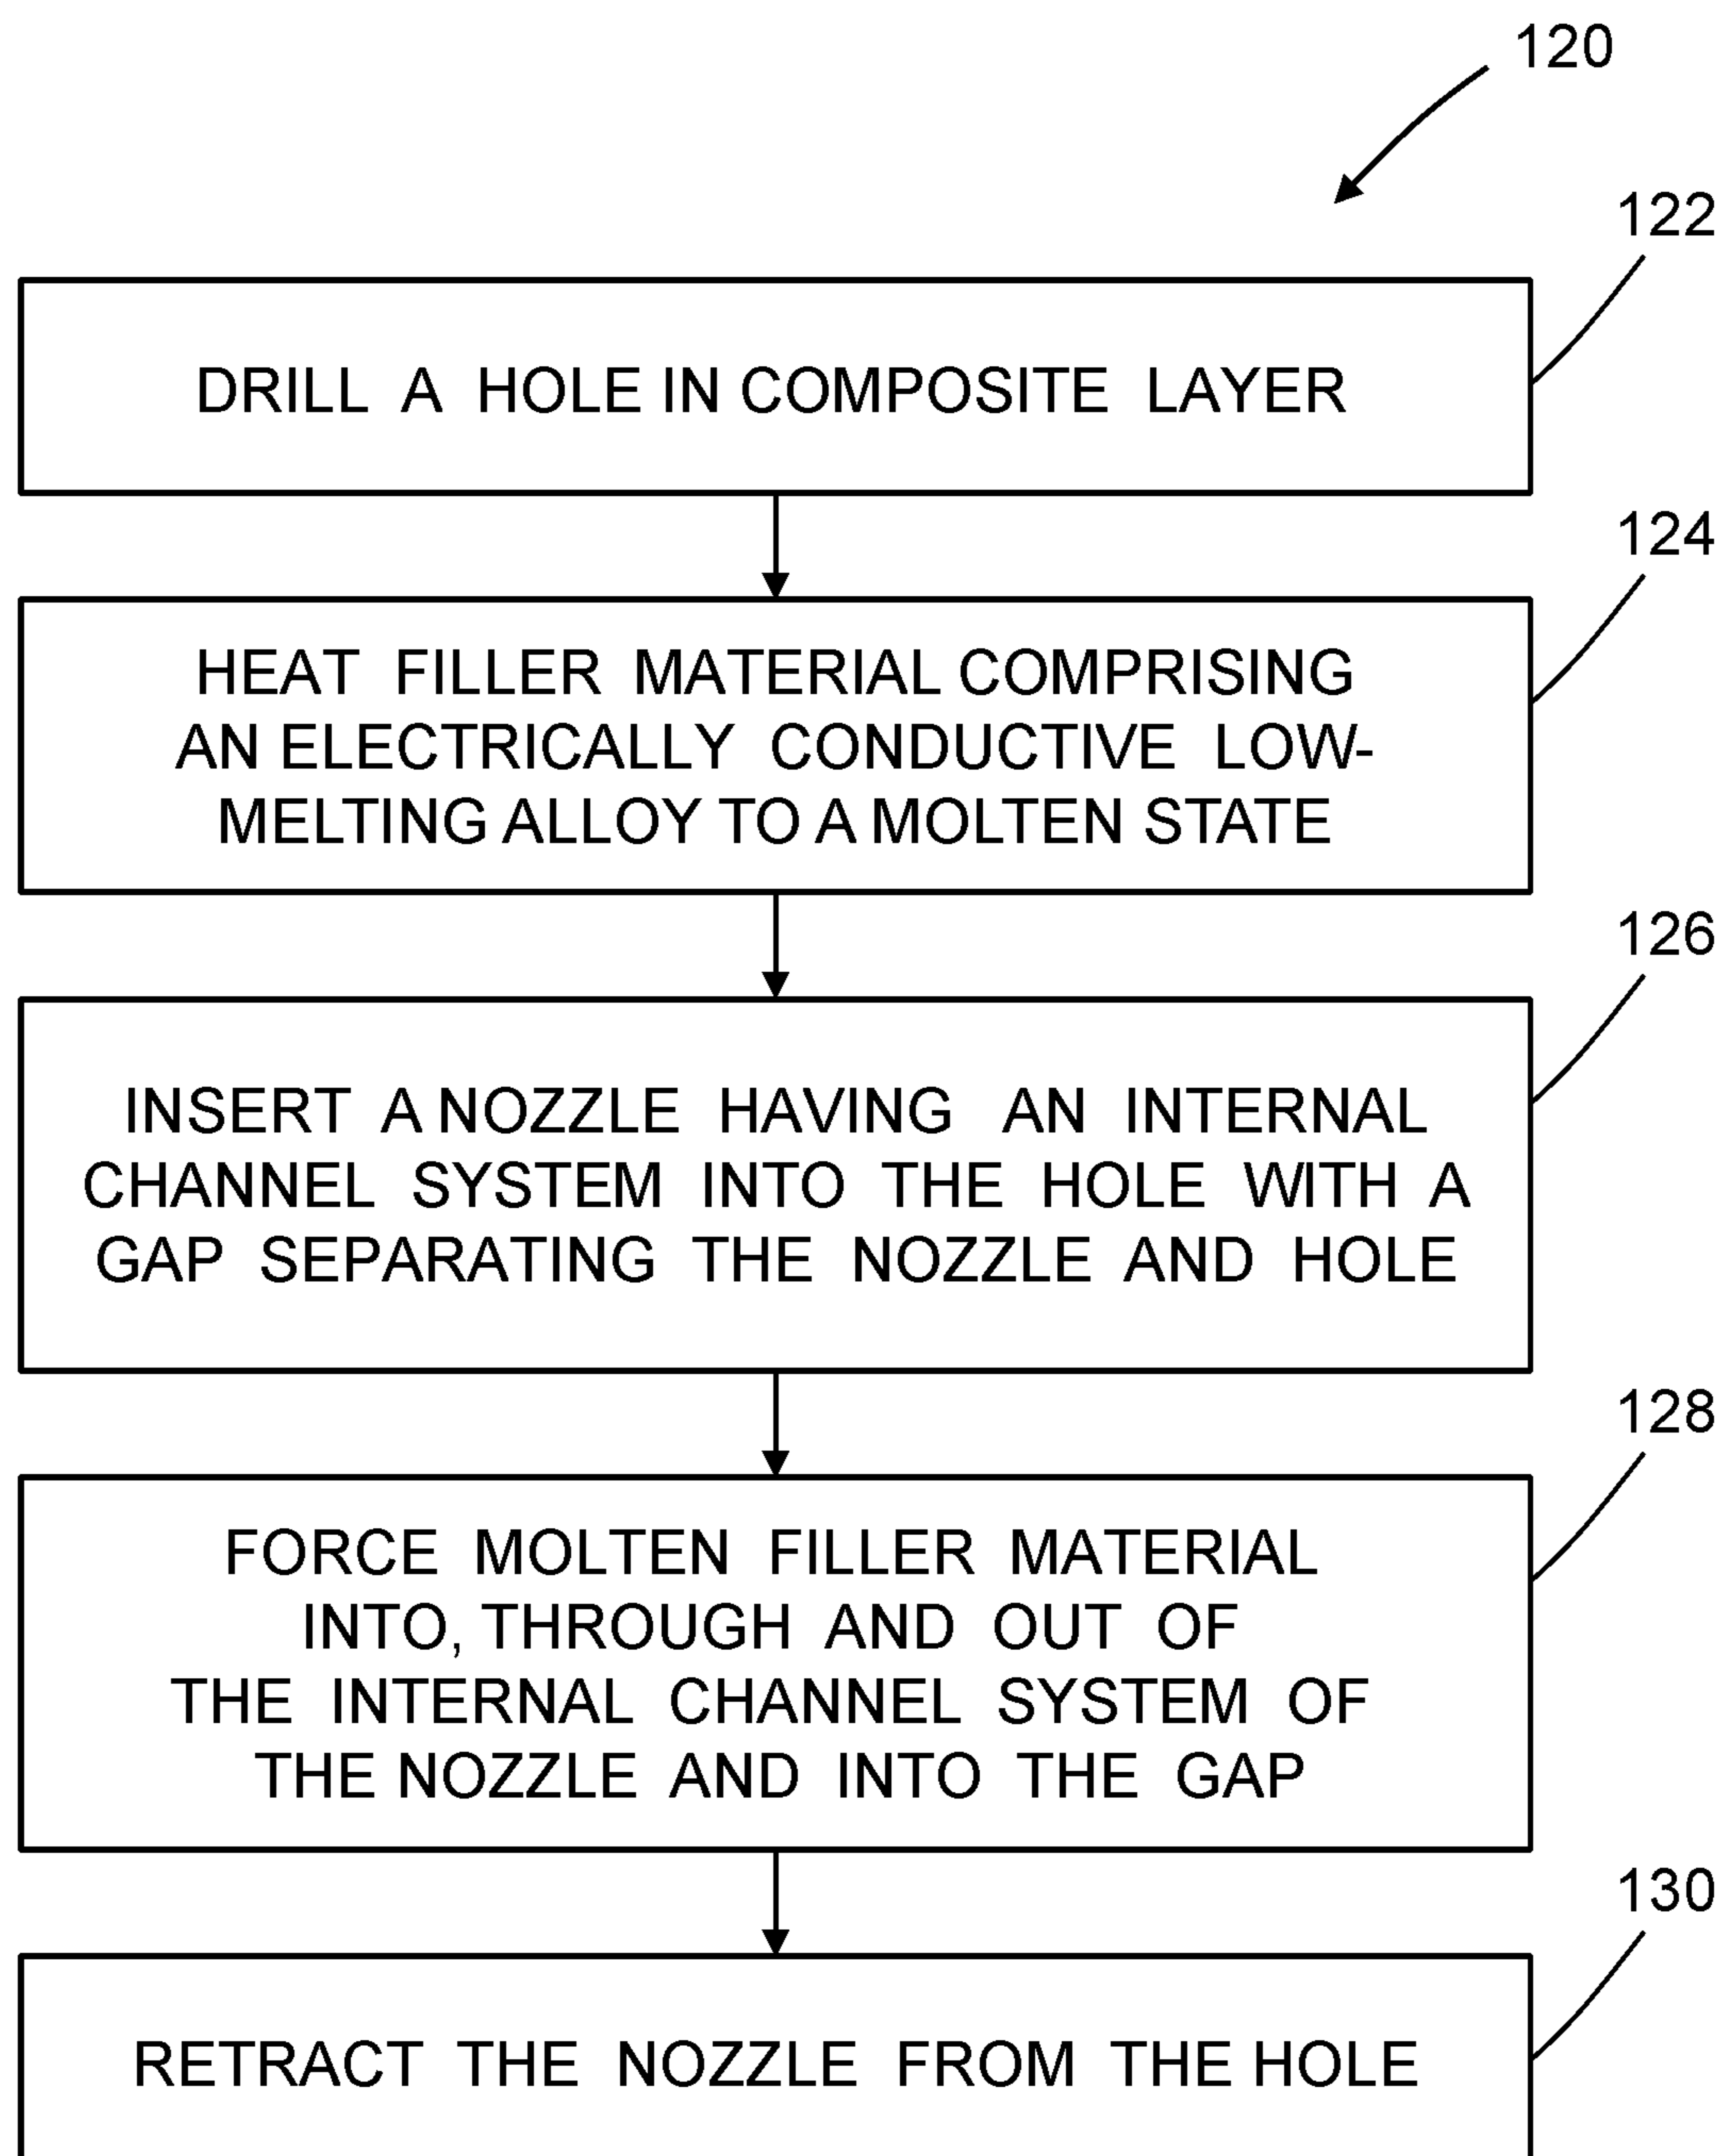 120
122
DRILL A HOLE IN COMPOSITE LAYER
124
HEAT FILLER MATERIAL COMPRISING
AN ELECTRICALLY CONDUCTIVE LOW-
MELTING ALLOY TO A MOLTEN STATE
126
INSERT A NOZZLE HAVING AN INTERNAL
CHANNEL SYSTEM INTO THE HOLE WITH A
GAP SEPARATING THE NOZZLE AND HOLE
128
FORCE MOLTEN FILLER MATERIAL
INTO, THROUGH AND OUT OF
THE INTERNAL CHANNEL SYSTEM OF
THE NOZZLE AND INTO THE GAP
130
RETRACT THE NOZZLE FROM THE HOLE